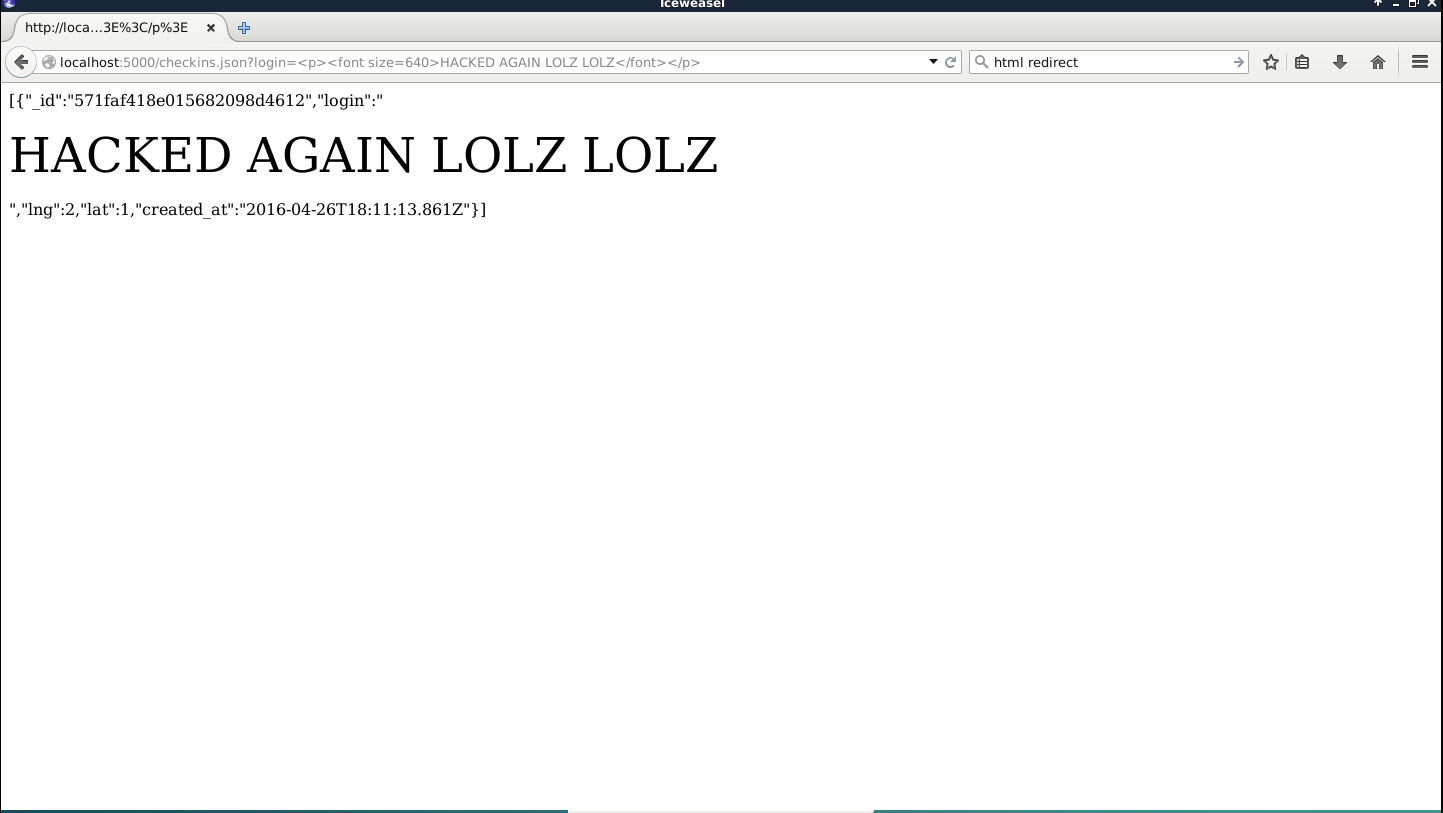 Iceweasel
http://loca...3E%3C/p%3E
localhost:5000/checkins.json?login=<p><font size=640>HACKED AGAIN LOLZ LOLZ</font></p>
html redirect
[{"_id":"571faf418e015682098d4612","login":"
HACKED AGAIN LOLZ LOLZ
","lng":2,"lat":1,"created_at":"2016-04-26T18:11:13.861Z"}]